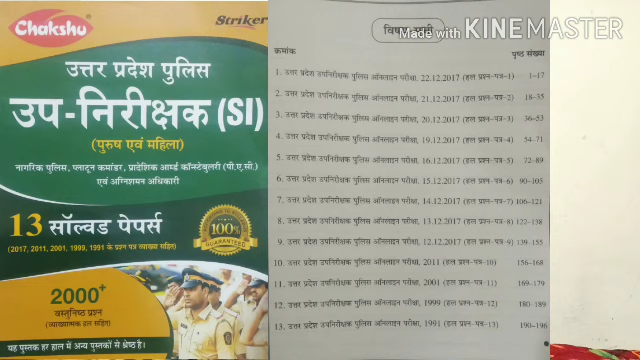 Chakshu
Striker
उत्तर प्रदेश पुलिस
उप-निरीक्षक (SI)
(पुरुष एवं महिला)
नागरिक पुलिस, प्लाटून कमांडर, प्रादेशिक आर्म्ड कॉन्स्टेबुलरी (पी.ए.सी.)
एवं अग्निशमन अधिकारी
13 सॉल्वड पेपर्स
(2017, 2011, 2001, 1999, 1991 के प्रश्न पत्र व्याख्या सहित)
100%
GUARANTEED
2000+
वस्तुनिष्ठ प्रश्न
(व्याख्यात्मक हल सहित)
यह पुस्तक हर हाल में अन्य पुस्तकों से श्रेष्ठ है।
Made with KINEMASTER
विषय सूची
क्रमांक पृष्ठ संख्या
1. उत्तर प्रदेश उपनिरीक्षक पुलिस ऑनलाइन परीक्षा, 22.12.2017 (हल प्रश्न-पत्र-1) 1-17
2. उत्तर प्रदेश उपनिरीक्षक पुलिस ऑनलाइन परीक्षा, 21.12.2017 (हल प्रश्न-पत्र-2) 18-35
3. उत्तर प्रदेश उपनिरीक्षक पुलिस ऑनलाइन परीक्षा, 20.12.2017 (हल प्रश्न-पत्र-3) 36-53
4. उत्तर प्रदेश उपनिरीक्षक पुलिस ऑनलाइन परीक्षा, 19.12.2017 (हल प्रश्न-पत्र-4) 54-71
5. उत्तर प्रदेश उपनिरीक्षक पुलिस ऑनलाइन परीक्षा, 16.12.2017 (हल प्रश्न-पत्र-5) 72-89
6. उत्तर प्रदेश उपनिरीक्षक पुलिस ऑनलाइन परीक्षा, 15.12.2017 (हल प्रश्न-पत्र-6) 90-105
7. उत्तर प्रदेश उपनिरीक्षक पुलिस ऑनलाइन परीक्षा, 14.12.2017 (हल प्रश्न-पत्र-7) 106-121
8. उत्तर प्रदेश उपनिरीक्षक पुलिस ऑनलाइन परीक्षा, 13.12.2017 (हल प्रश्न-पत्र-8) 122-138
9. उत्तर प्रदेश उपनिरीक्षक पुलिस ऑनलाइन परीक्षा, 12.12.2017 (हल प्रश्न-पत्र-9) 139-155
10. उत्तर प्रदेश उपनिरीक्षक पुलिस ऑनलाइन परीक्षा, 2011 (हल प्रश्न-पत्र-10) 156-168
11. उत्तर प्रदेश उपनिरीक्षक पुलिस ऑनलाइन परीक्षा, 2001 (हल प्रश्न-पत्र-11) 169-179
12. उत्तर प्रदेश उपनिरीक्षक पुलिस ऑनलाइन परीक्षा, 1999 (हल प्रश्न-पत्र-12) 180-189
13. उत्तर प्रदेश उपनिरीक्षक पुलिस ऑनलाइन परीक्षा, 1991 (हल प्रश्न-पत्र-13) 190-196